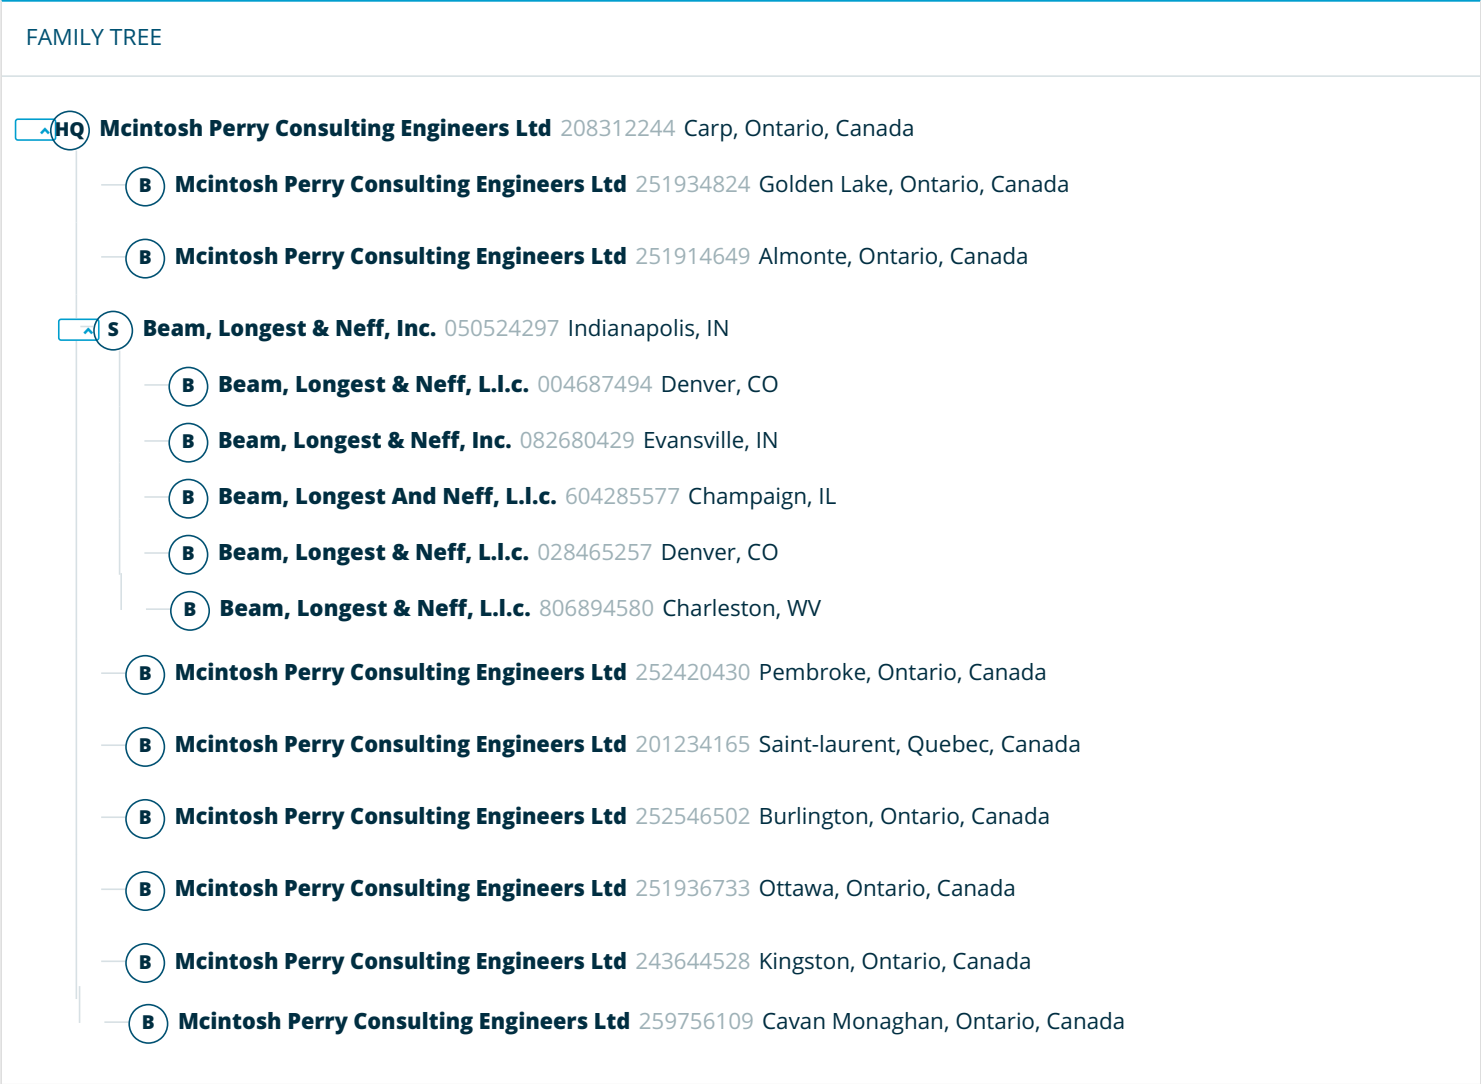 FAMILY TREE
HQ Mcintosh Perry Consulting Engineers Ltd 208312244 Carp, Ontario, Canada
B Mcintosh Perry Consulting Engineers Ltd 251934824 Golden Lake, Ontario, Canada
B Mcintosh Perry Consulting Engineers Ltd 251914649 Almonte, Ontario, Canada
S Beam, Longest & Neff, Inc. 050524297 Indianapolis, IN
B Beam, Longest & Neff, L.l.c. 004687494 Denver, CO
B Beam, Longest & Neff, Inc. 082680429 Evansville, IN
B Beam, Longest And Neff, L.l.c. 604285577 Champaign, IL
B Beam, Longest & Neff, L.l.c. 028465257 Denver, CO
B Beam, Longest & Neff, L.l.c. 806894580 Charleston, WV
B Mcintosh Perry Consulting Engineers Ltd 252420430 Pembroke, Ontario, Canada
B Mcintosh Perry Consulting Engineers Ltd 201234165 Saint-laurent, Quebec, Canada
B Mcintosh Perry Consulting Engineers Ltd 252546502 Burlington, Ontario, Canada
B Mcintosh Perry Consulting Engineers Ltd 251936733 Ottawa, Ontario, Canada
B Mcintosh Perry Consulting Engineers Ltd 243644528 Kingston, Ontario, Canada
B Mcintosh Perry Consulting Engineers Ltd 259756109 Cavan Monaghan, Ontario, Canada